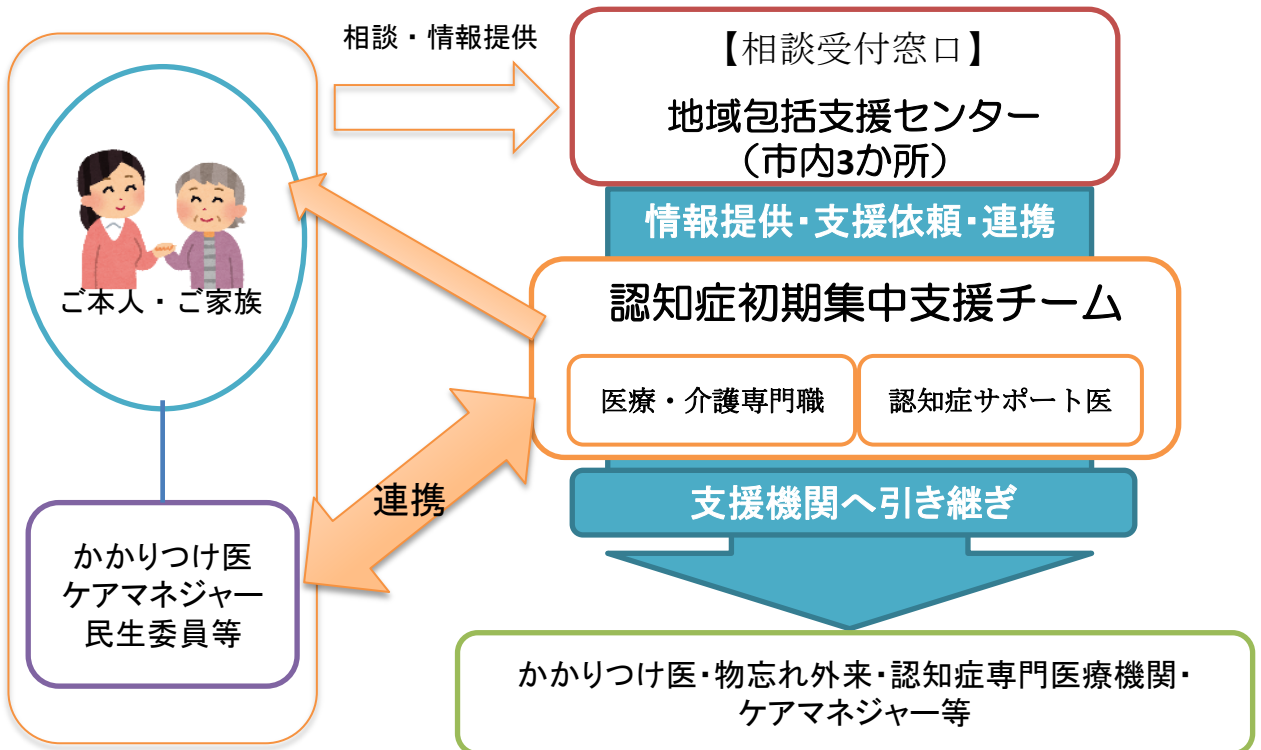 相談・情報提供
【相談受付窓口】
地域包括支援センター
（市内3か所）
情報提供・支援依頼・連携
ご本人・ご家族
認知症初期集中支援チーム
医療・介護専門職
認知症サポート医
連携
支援機関へ引き継ぎ
かかりつけ医
ケアマネジャー
民生委員等
かかりつけ医・物忘れ外来・認知症専門医療機関・
ケアマネジャー等